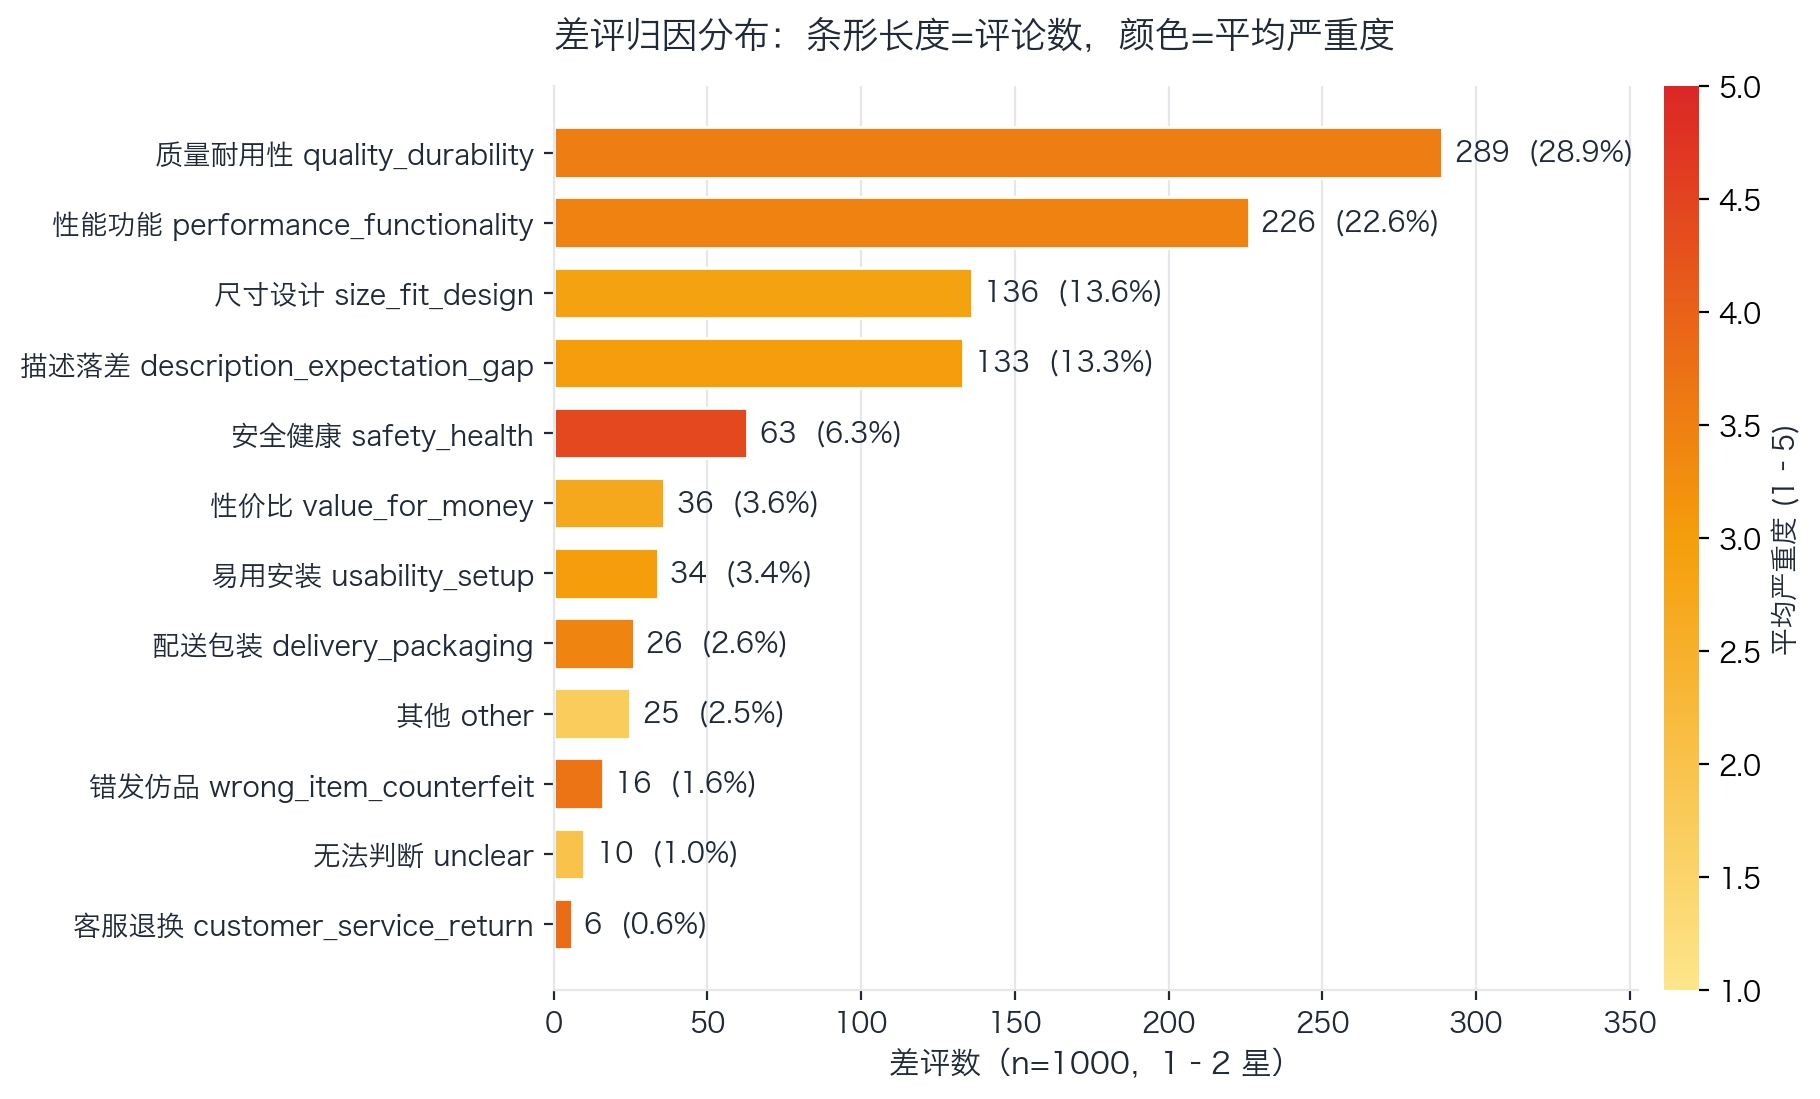 差评归因分布：条形长度=评论数，颜色=平均严重度
质量耐用性 quality_durability
289 (28.9%)
性能功能 performance_functionality
226 (22.6%)
尺寸设计 size_fit_design
136 (13.6%)
描述落差 description_expectation_gap
133 (13.3%)
安全健康 safety_health
63 (6.3%)
性价比 value_for_money
36 (3.6%)
易用安装 usability_setup
34 (3.4%)
配送包装 delivery_packaging
26 (2.6%)
其他 other
25 (2.5%)
错发仿品 wrong_item_counterfeit
16 (1.6%)
无法判断 unclear
10 (1.0%)
客服退换 customer_service_return
6 (0.6%)
0 50 100 150 200 250 300 350
差评数（n=1000，1 - 2 星）
5.0
4.5
4.0
3.5
3.0
2.5
2.0
1.5
1.0
平均严重度 (1 - 5)